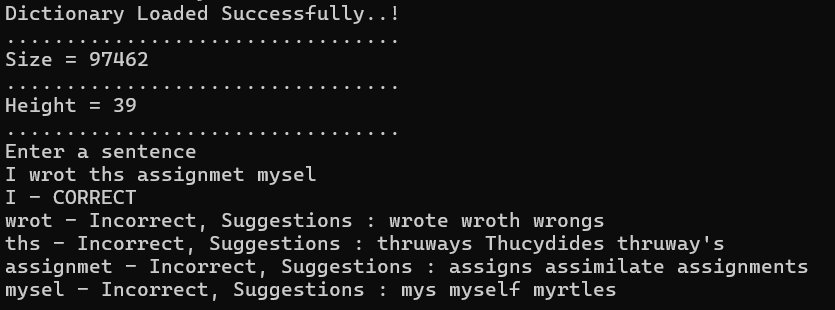 Dictionary Loaded Successfully..!
.................................
Size = 97462
.................................
Height = 39
.................................
Enter a sentence
I wrot ths assignmet mysel
I - CORRECT
wrot - Incorrect, Suggestions : wrote wroth wrongs
ths - Incorrect, Suggestions : thruways Thucydides thruway's
assignmet - Incorrect, Suggestions : assigns assimilate assignments
mysel - Incorrect, Suggestions : mys myself myrtles